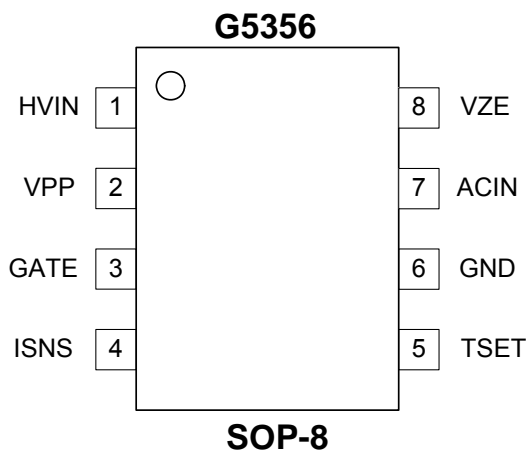 G5356
HVIN 1 8 VZE
VPP 2 7 ACIN
GATE 3 6 GND
ISNS 4 5 TSET
SOP-8